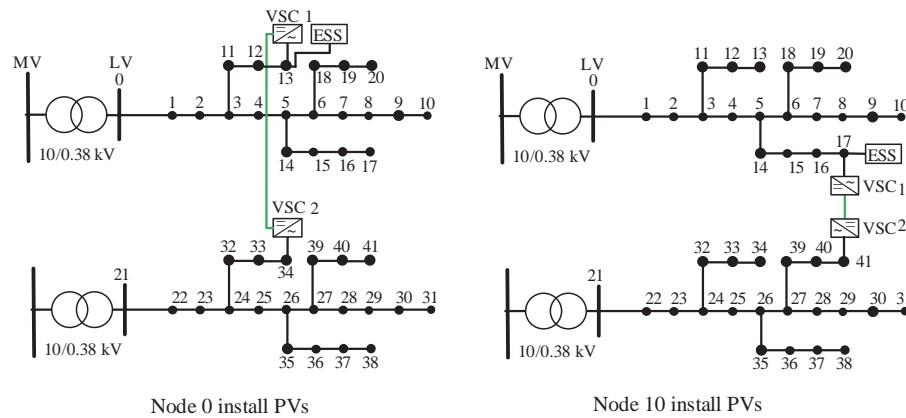 VSC 1
ESS
11 12
13
18 19 20
MV
LV
0
1 2 3 4 5 6 7 8 9 10
10/0.38 kV
14 15 16 17
VSC 2
32 33
34
39 40 41
21
22 23 24 25 26 27 28 29 30 31
10/0.38 kV
35 36 37 38
Node 0 install PVs
11 12 13
18 19 20
MV
LV
0
1 2 3 4 5 6 7 8 9 10
10/0.38 kV
14 15 16 17
ESS
VSC 1
VSC 2
32 33 34
39 40
41
21
22 23 24 25 26 27 28 29 30 3
10/0.38 kV
35 36 37 38
Node 10 install PVs